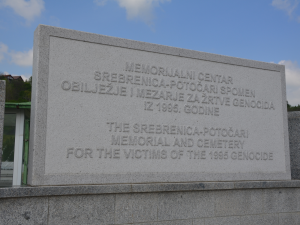 MEMORIJALNI CENTAR
SREBRENICA-POTOČARI SPOMEN
OBILJEŽJE I MEZARJE ZA ŽRTVE GENOCIDA
IZ 1995. GODINE
THE SREBRENICA-POTOČARI
MEMORIAL AND CEMETERY
FOR THE VICTIMS OF THE 1995 GENOCIDE